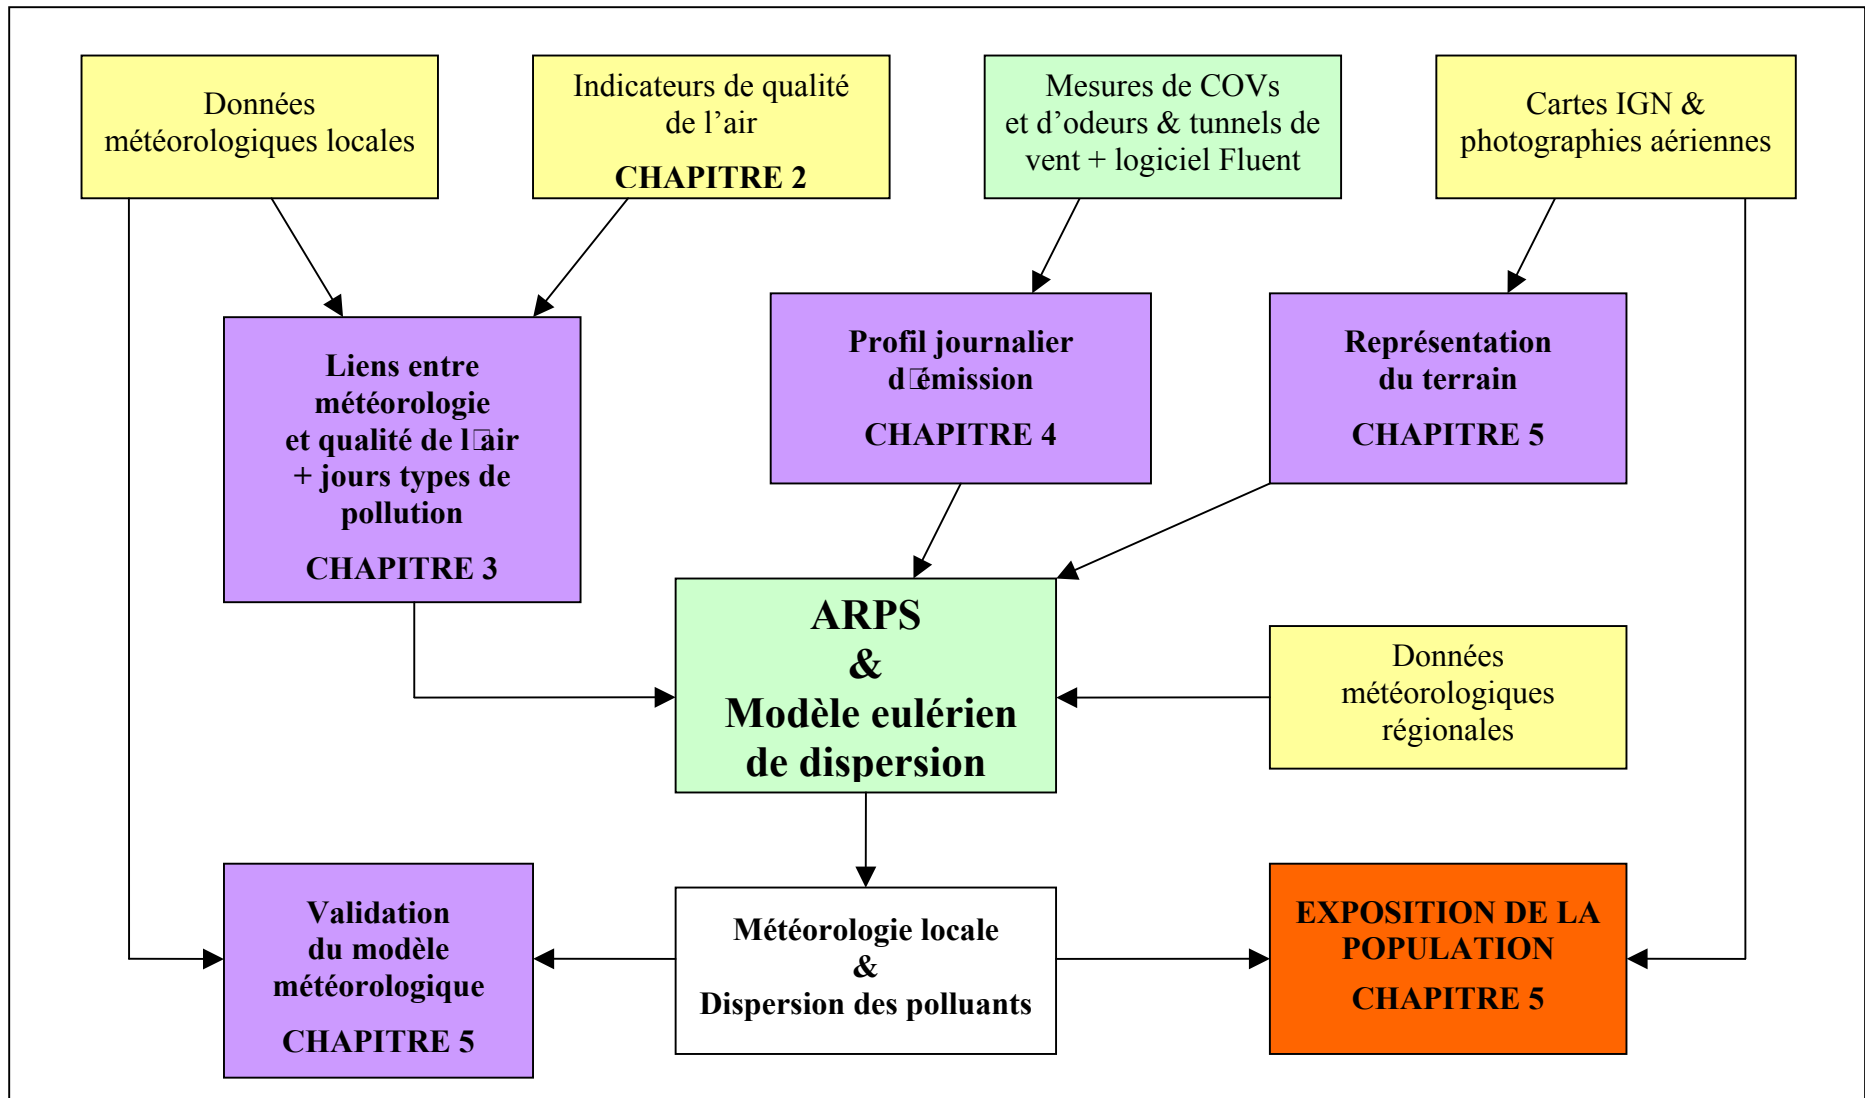 Données
météorologiques locales
Indicateurs de qualité
de l'air
CHAPITRE 2
Mesures de COVs
et d'odeurs & tunnels de
vent + logiciel Fluent
Cartes IGN &
photographies aériennes
Liens entre
météorologie
et qualité de l□air
+ jours types de
pollution
CHAPITRE 3
Profil journalier
d□émission
CHAPITRE 4
Représentation
du terrain
CHAPITRE 5
ARPS
&
Modèle eulérien
de dispersion
Données
météorologiques
régionales
Validation
du modèle
météorologique
CHAPITRE 5
Météorologie locale
&
Dispersion des polluants
EXPOSITION DE LA
POPULATION
CHAPITRE 5